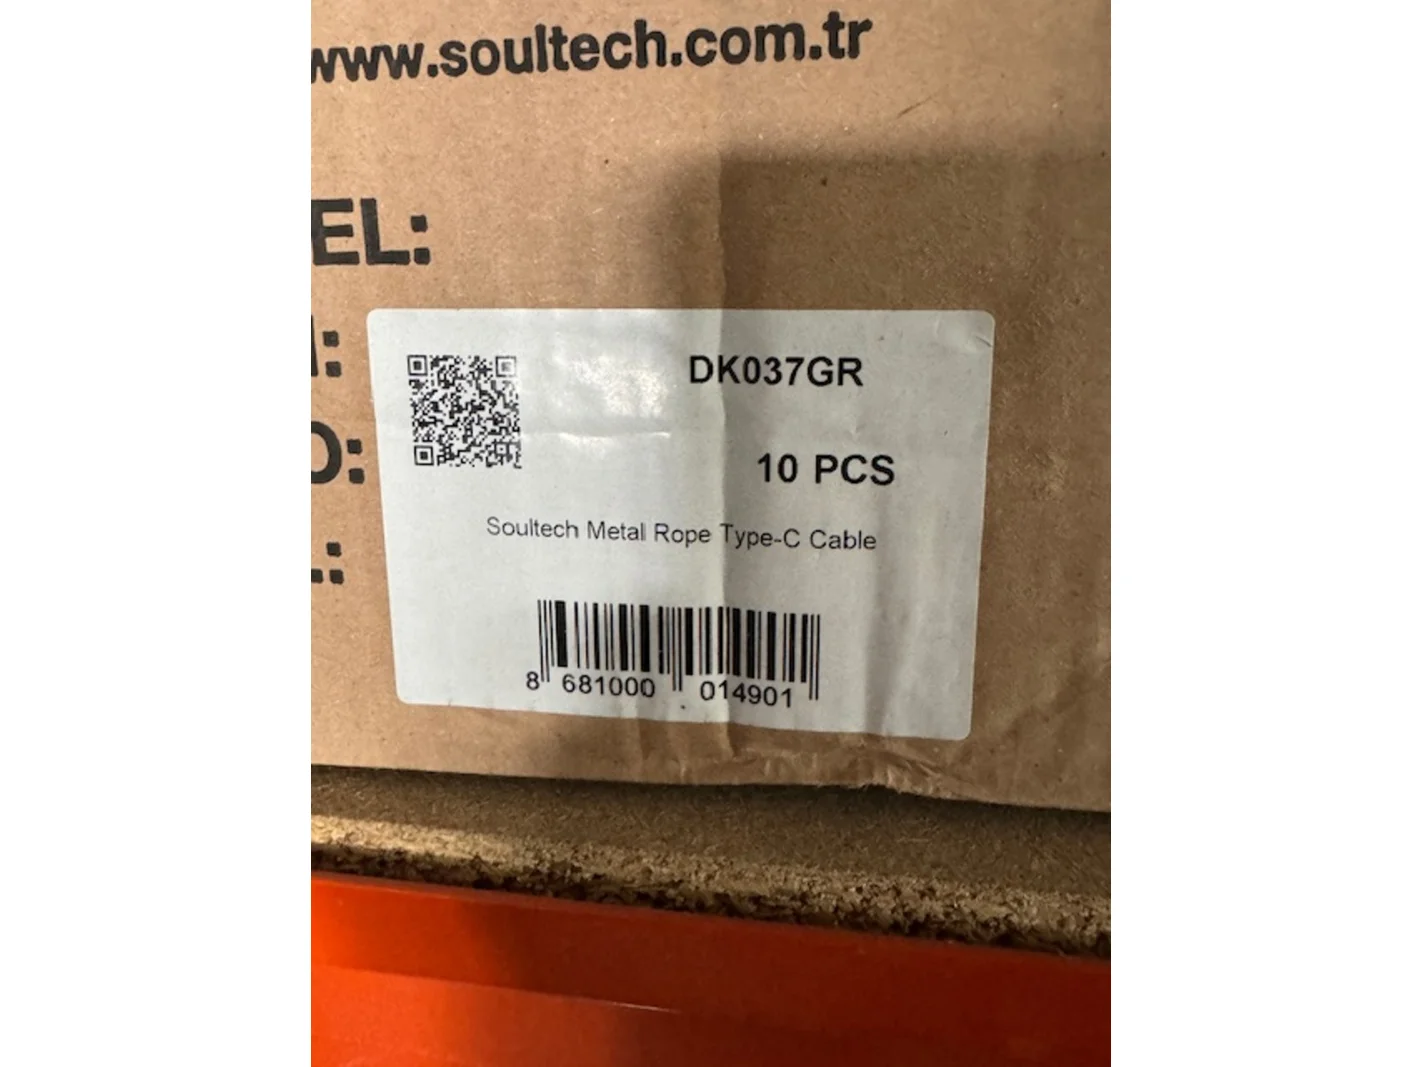 www.soultech.com.tr
EL:
DK037GR
10 PCS
Soultech Metal Rope Type-C Cable
8 681000 014901